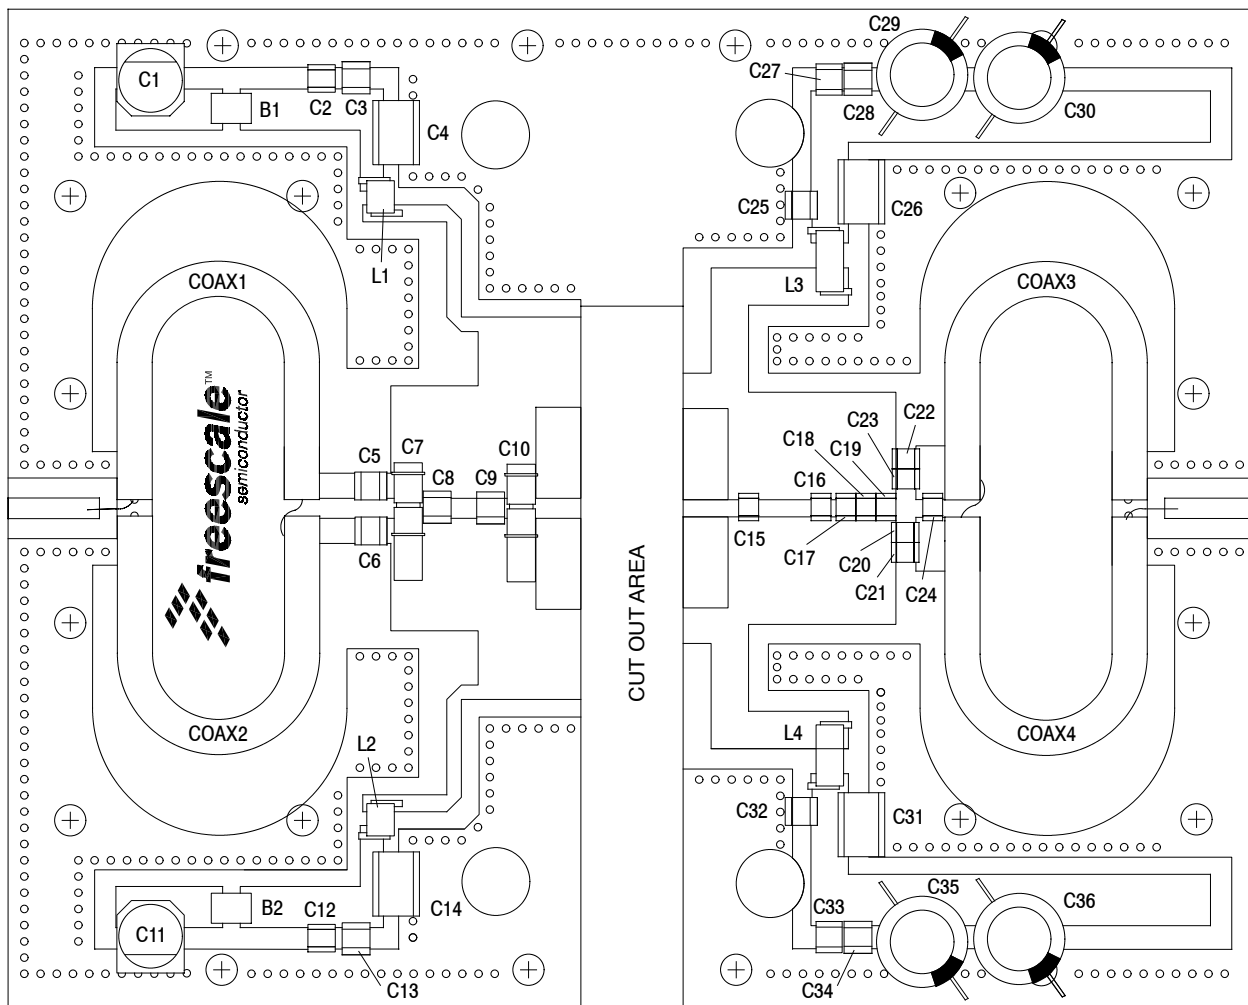 C29
C1
C27
C2 C3
B1
C28
C30
C4
C25
C26
L1
L3
COAX1
COAX3
freescale™
semiconductor
C23 C22
C18 C19
C5 C7 C8 C9 C10
C16
C15
C17
C20
C21 C24
C6
CUT OUT AREA
COAX2
COAX4
L2
L4
C32
C31
C35
C36
B2 C12
C14
C33
C11
C13
C34